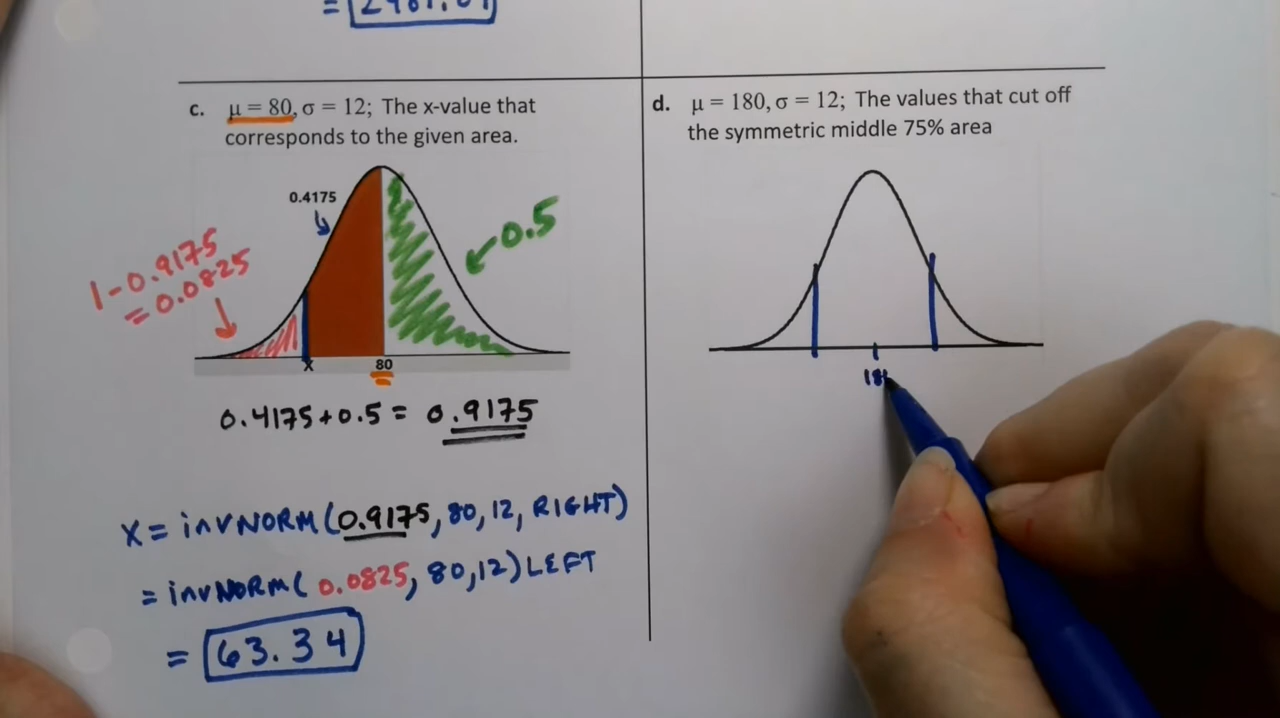 =
c. μ = 80, σ = 12; The x-value that
corresponds to the given area.
0.4175
0.5
1-0.9175
= 0.0825
x
80
0.4175+0.5 = 0.9175
X = invNORM(0.9175, 80, 12, RIGHT)
= invNORM( 0.0825, 80,12) LEFT
= 63.34
d. μ = 180, σ = 12; The values that cut off
the symmetric middle 75% area